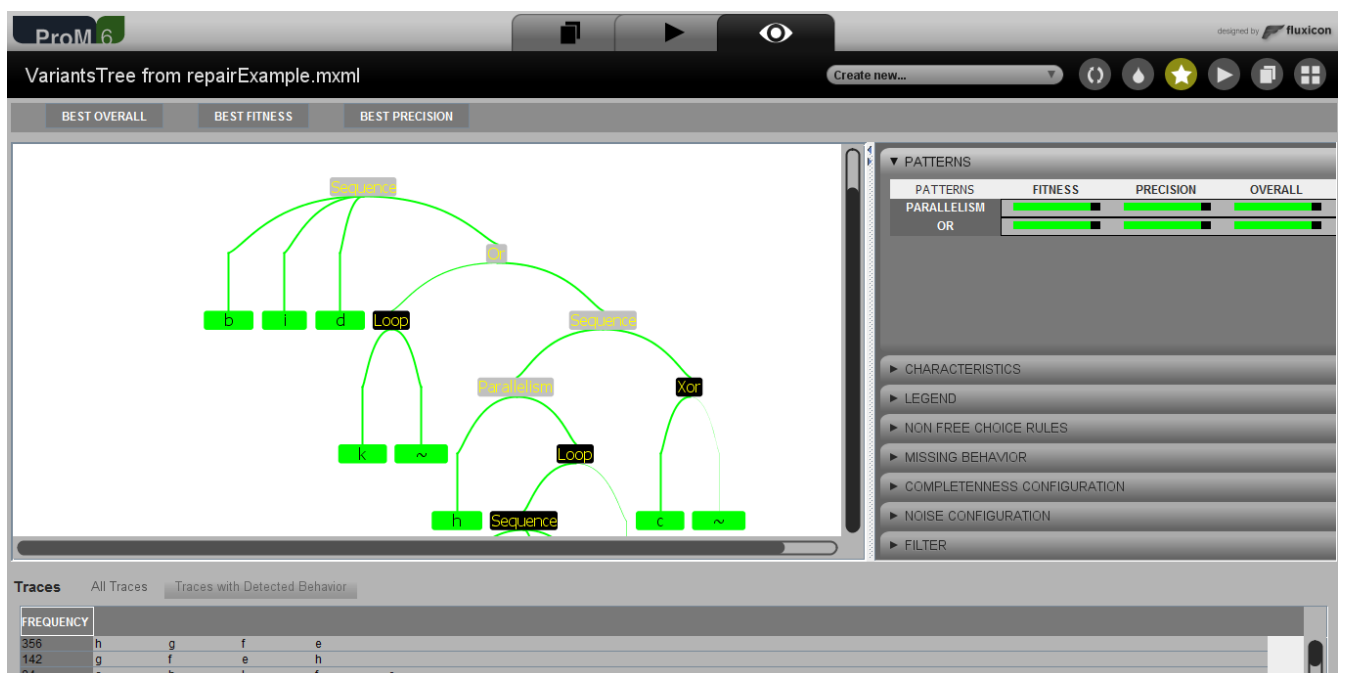 ProM 6
designed by fluxicon
VariantsTree from repairExample.mxml
Create new...
BEST OVERALL BEST FITNESS BEST PRECISION
Sequence
Or
b i d Loop Sequence
Parallelism Xor
k ~ Loop
h Sequence c ~
PATTERNS
PATTERNS FITNESS PRECISION OVERALL
PARALLELISM
OR
CHARACTERISTICS
LEGEND
NON FREE CHOICE RULES
MISSING BEHAVIOR
COMPLETENNESS CONFIGURATION
NOISE CONFIGURATION
FILTER
Traces All Traces Traces with Detected Behavior
FREQUENCY
356 h g f e
142 g f e h